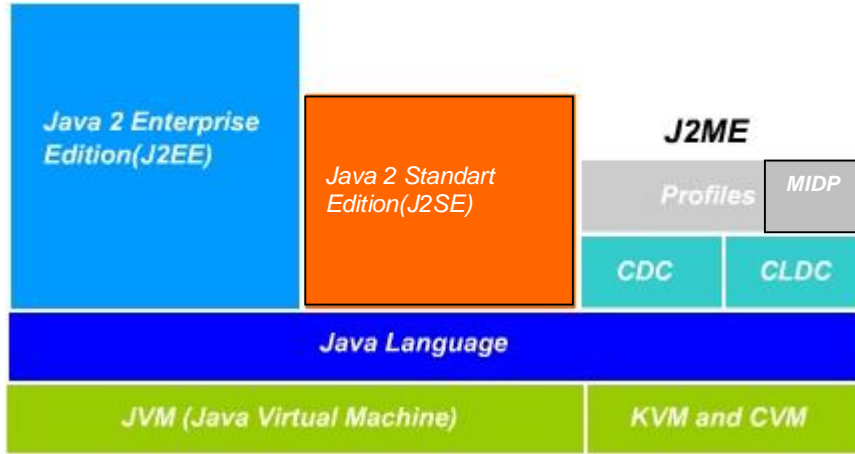 Java 2 Enterprise
Edition(J2EE)
Java 2 Standart
Edition(J2SE)
J2ME
Profiles
MIDP
CDC
CLDC
Java Language
JVM (Java Virtual Machine)
KVM and CVM